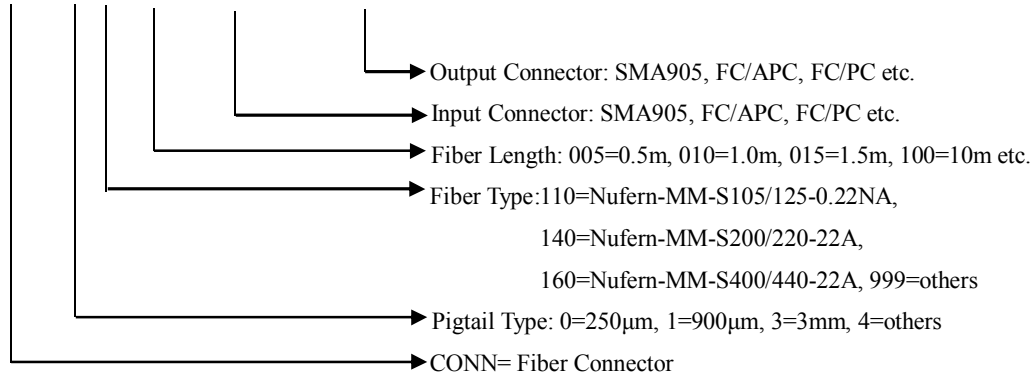 Output Connector: SMA905, FC/APC, FC/PC etc.
Input Connector: SMA905, FC/APC, FC/PC etc.
Fiber Length: 005=0.5m, 010=1.0m, 015=1.5m, 100=10m etc.
Fiber Type:110=Nufern-MM-S105/125-0.22NA,
140=Nufern-MM-S200/220-22A,
160=Nufern-MM-S400/440-22A, 999=others
Pigtail Type: 0=250μm, 1=900μm, 3=3mm, 4=others
CONN= Fiber Connector